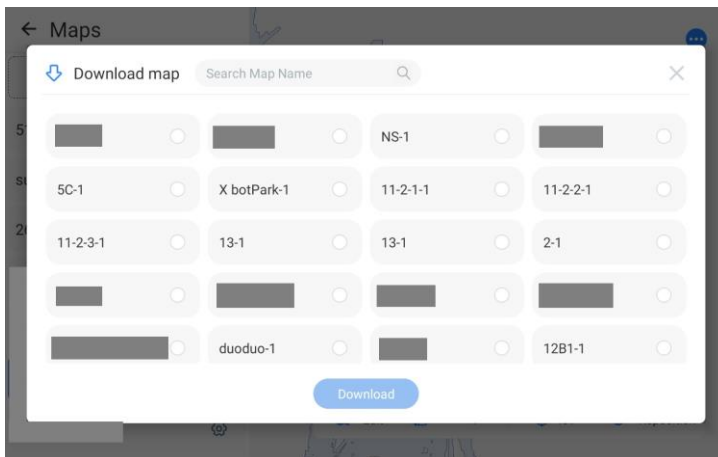 Maps
Download map
Search Map Name
NS-1
5C-1
X botPark-1
11-2-1-1
11-2-2-1
11-2-3-1
13-1
13-1
2-1
duoduo-1
12B1-1
Download